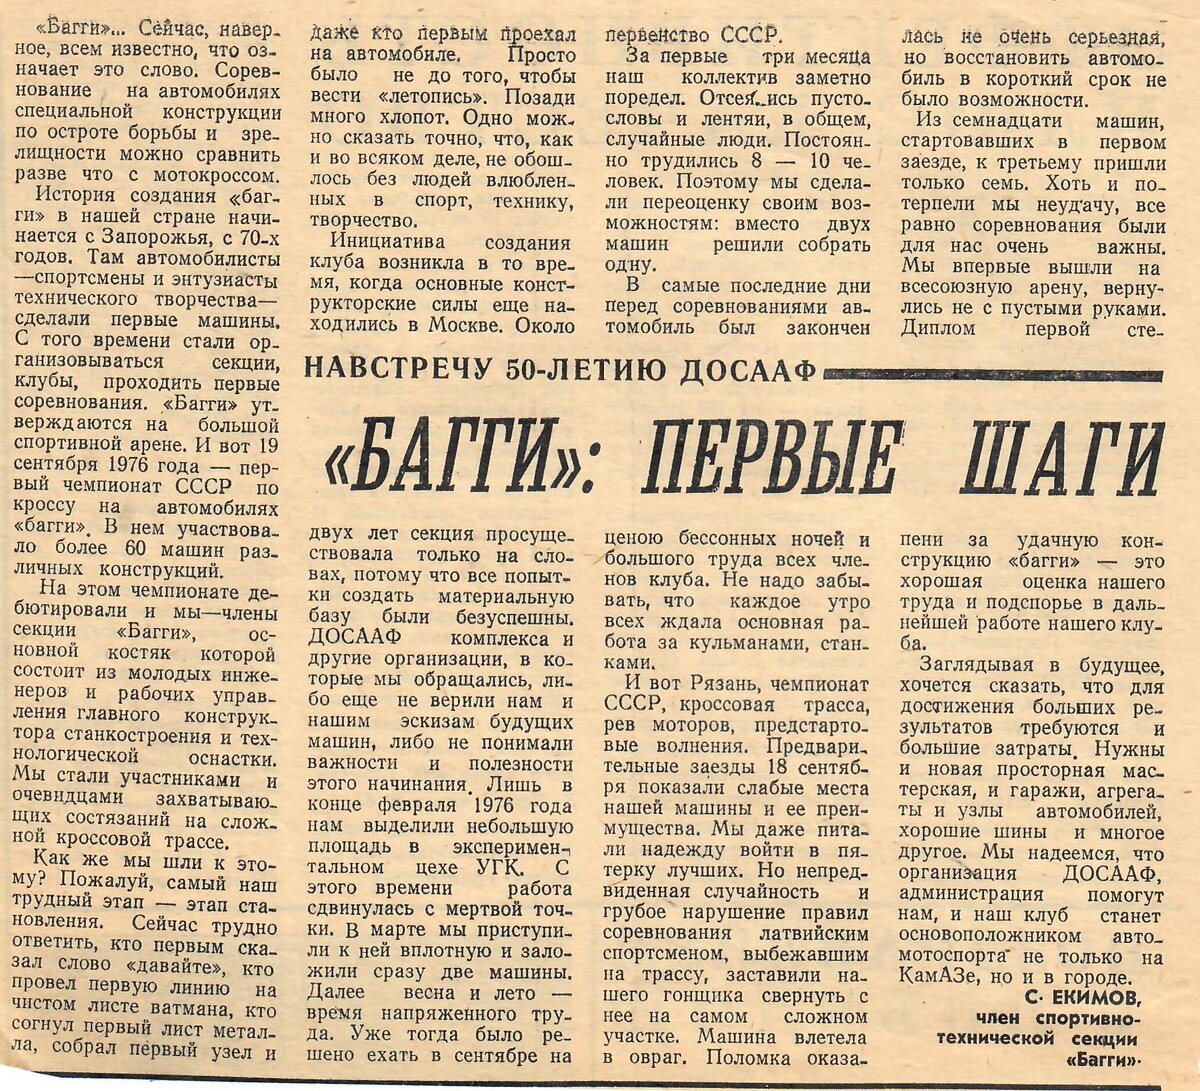 «Багги»... Сейчас, навер-
ное, всем известно, что оз-
начает это слово. Сорев-
нование на автомобилях
специальной конструкции
по остроте борьбы и зре-
лищности можно сравнить
разве что с мотокроссом.
История создания «баг-
ги» в нашей стране начи-
нается с Запорожья, с 70-х
годов. Там автомобилисты
—спортсмены и энтузиасты
технического творчества—
сделали первые машины.
С того времени стали ор-
ганизовываться секции,
клубы, проходить первые
соревнования. «Багги» ут-
верждаются на большой
спортивной арене. И вот 19
сентября 1976 года — пер-
вый чемпионат СССР по
кроссу на автомобилях
«багги». В нем участвова-
ло более 60 машин раз-
личных конструкций.
На этом чемпионате де-
бютировали и мы—члены
секции «Багги», ос-
новной костяк которой
состоит из молодых инже-
неров и рабочих управ-
ления главного конструк-
тора станкостроения и тех-
нологической оснастки.
Мы стали участниками и
очевидцами захватываю-
щих состязаний на слож-
ной кроссовой трассе.
Как же мы шли к это-
му? Пожалуй, самый наш
трудный этап — этап ста-
новления. Сейчас трудно
ответить, кто первым ска-
зал слово «давайте», кто
провел первую линию на
чистом листе ватмана, кто
согнул первый лист метал-
ла, собрал первый узел и
даже кто первым проехал
на автомобиле. Просто
было не до того, чтобы
вести «летопись». Позади
много хлопот. Одно мож-
но сказать точно, что, как
и во всяком деле, не обош-
лось без людей влюблен-
ных в спорт, технику,
творчество.
Инициатива создания
клуба возникла в то вре-
мя, когда основные конст-
рукторские силы еще на-
ходились в Москве. Около
первенство СССР.
За первые три месяца
наш коллектив заметно
поредел. Отсеялись пусто-
словы и лентяи, в общем,
случайные люди. Постоян-
но трудились 8 — 10 че-
ловек. Поэтому мы сдела-
ли переоценку своим воз-
можностям: вместо двух
машин решили собрать
одну.
В самые последние дни
перед соревнованиями ав-
томобиль был закончен
лась не очень серьезная,
но восстановить автомо-
биль в короткий срок не
было возможности.
Из семнадцати машин,
стартовавших в первом
заезде, к третьему пришли
только семь. Хоть и по-
терпели мы неудачу, все
равно соревнования были
для нас очень важны.
Мы впервые вышли на
всесоюзную арену, верну-
лись не с пустыми руками.
Диплом первой сте-
НАВСТРЕЧУ 50-ЛЕТИЮ ДОСААФ
«БАГГИ»: ПЕРВЫЕ ШАГИ
двух лет секция просуще-
ствовала только на сло-
вах, потому что все попыт-
ки создать материальную
базу были безуспешны.
ДОСААФ комплекса и
другие организации, в ко-
торые мы обращались, ли-
бо еще не верили нам и
нашим эскизам будущих
машин, либо не понимали
важности и полезности
этого начинания. Лишь в
конце февраля 1976 года
нам выделили небольшую
площадь в эксперимен-
тальном цехе УГК. С
этого времени работа
сдвинулась с мертвой точ-
ки. В марте мы приступи-
ли к ней вплотную и зало-
жили сразу две машины.
Далее весна и лето —
время напряженного тру-
да. Уже тогда было ре-
шено ехать в сентябре на
ценою бессонных ночей и
большого труда всех чле-
нов клуба. Не надо забы-
вать, что каждое утро
всех ждала основная ра-
бота за кульманами, стан-
ками.
И вот Рязань, чемпионат
СССР, кроссовая трасса,
рев моторов, предстарто-
вые волнения. Предвари-
тельные заезды 18 сентяб-
ря показали слабые места
нашей машины и ее преи-
мущества. Мы даже пита-
ли надежду войти в пя-
терку лучших. Но непред-
виденная случайность и
грубое нарушение правил
соревнования латвийским
спортсменом, выбежавшим
на трассу, заставили на-
шего гонщика свернуть с
нее на самом сложном
участке. Машина влетела
в овраг. Поломка оказа-
пени за удачную кон-
струкцию «багги» — это
хорошая оценка нашего
труда и подспорье в даль-
нейшей работе нашего клу-
ба.
Заглядывая в будущее,
хочется сказать, что для
достижения больших ре-
зультатов требуются и
большие затраты. Нужны
и новая просторная мас-
терская, и гаражи, агрега-
ты и узлы автомобилей,
хорошие шины и многое
другое. Мы надеемся, что
организация ДОСААФ,
администрация помогут
нам, и наш клуб станет
основоположником авто-
мотоспорта не только на
КамАЗе, но и в городе.
С. ЕКИМОВ,
член спортивно-
технической секции
«Багги».